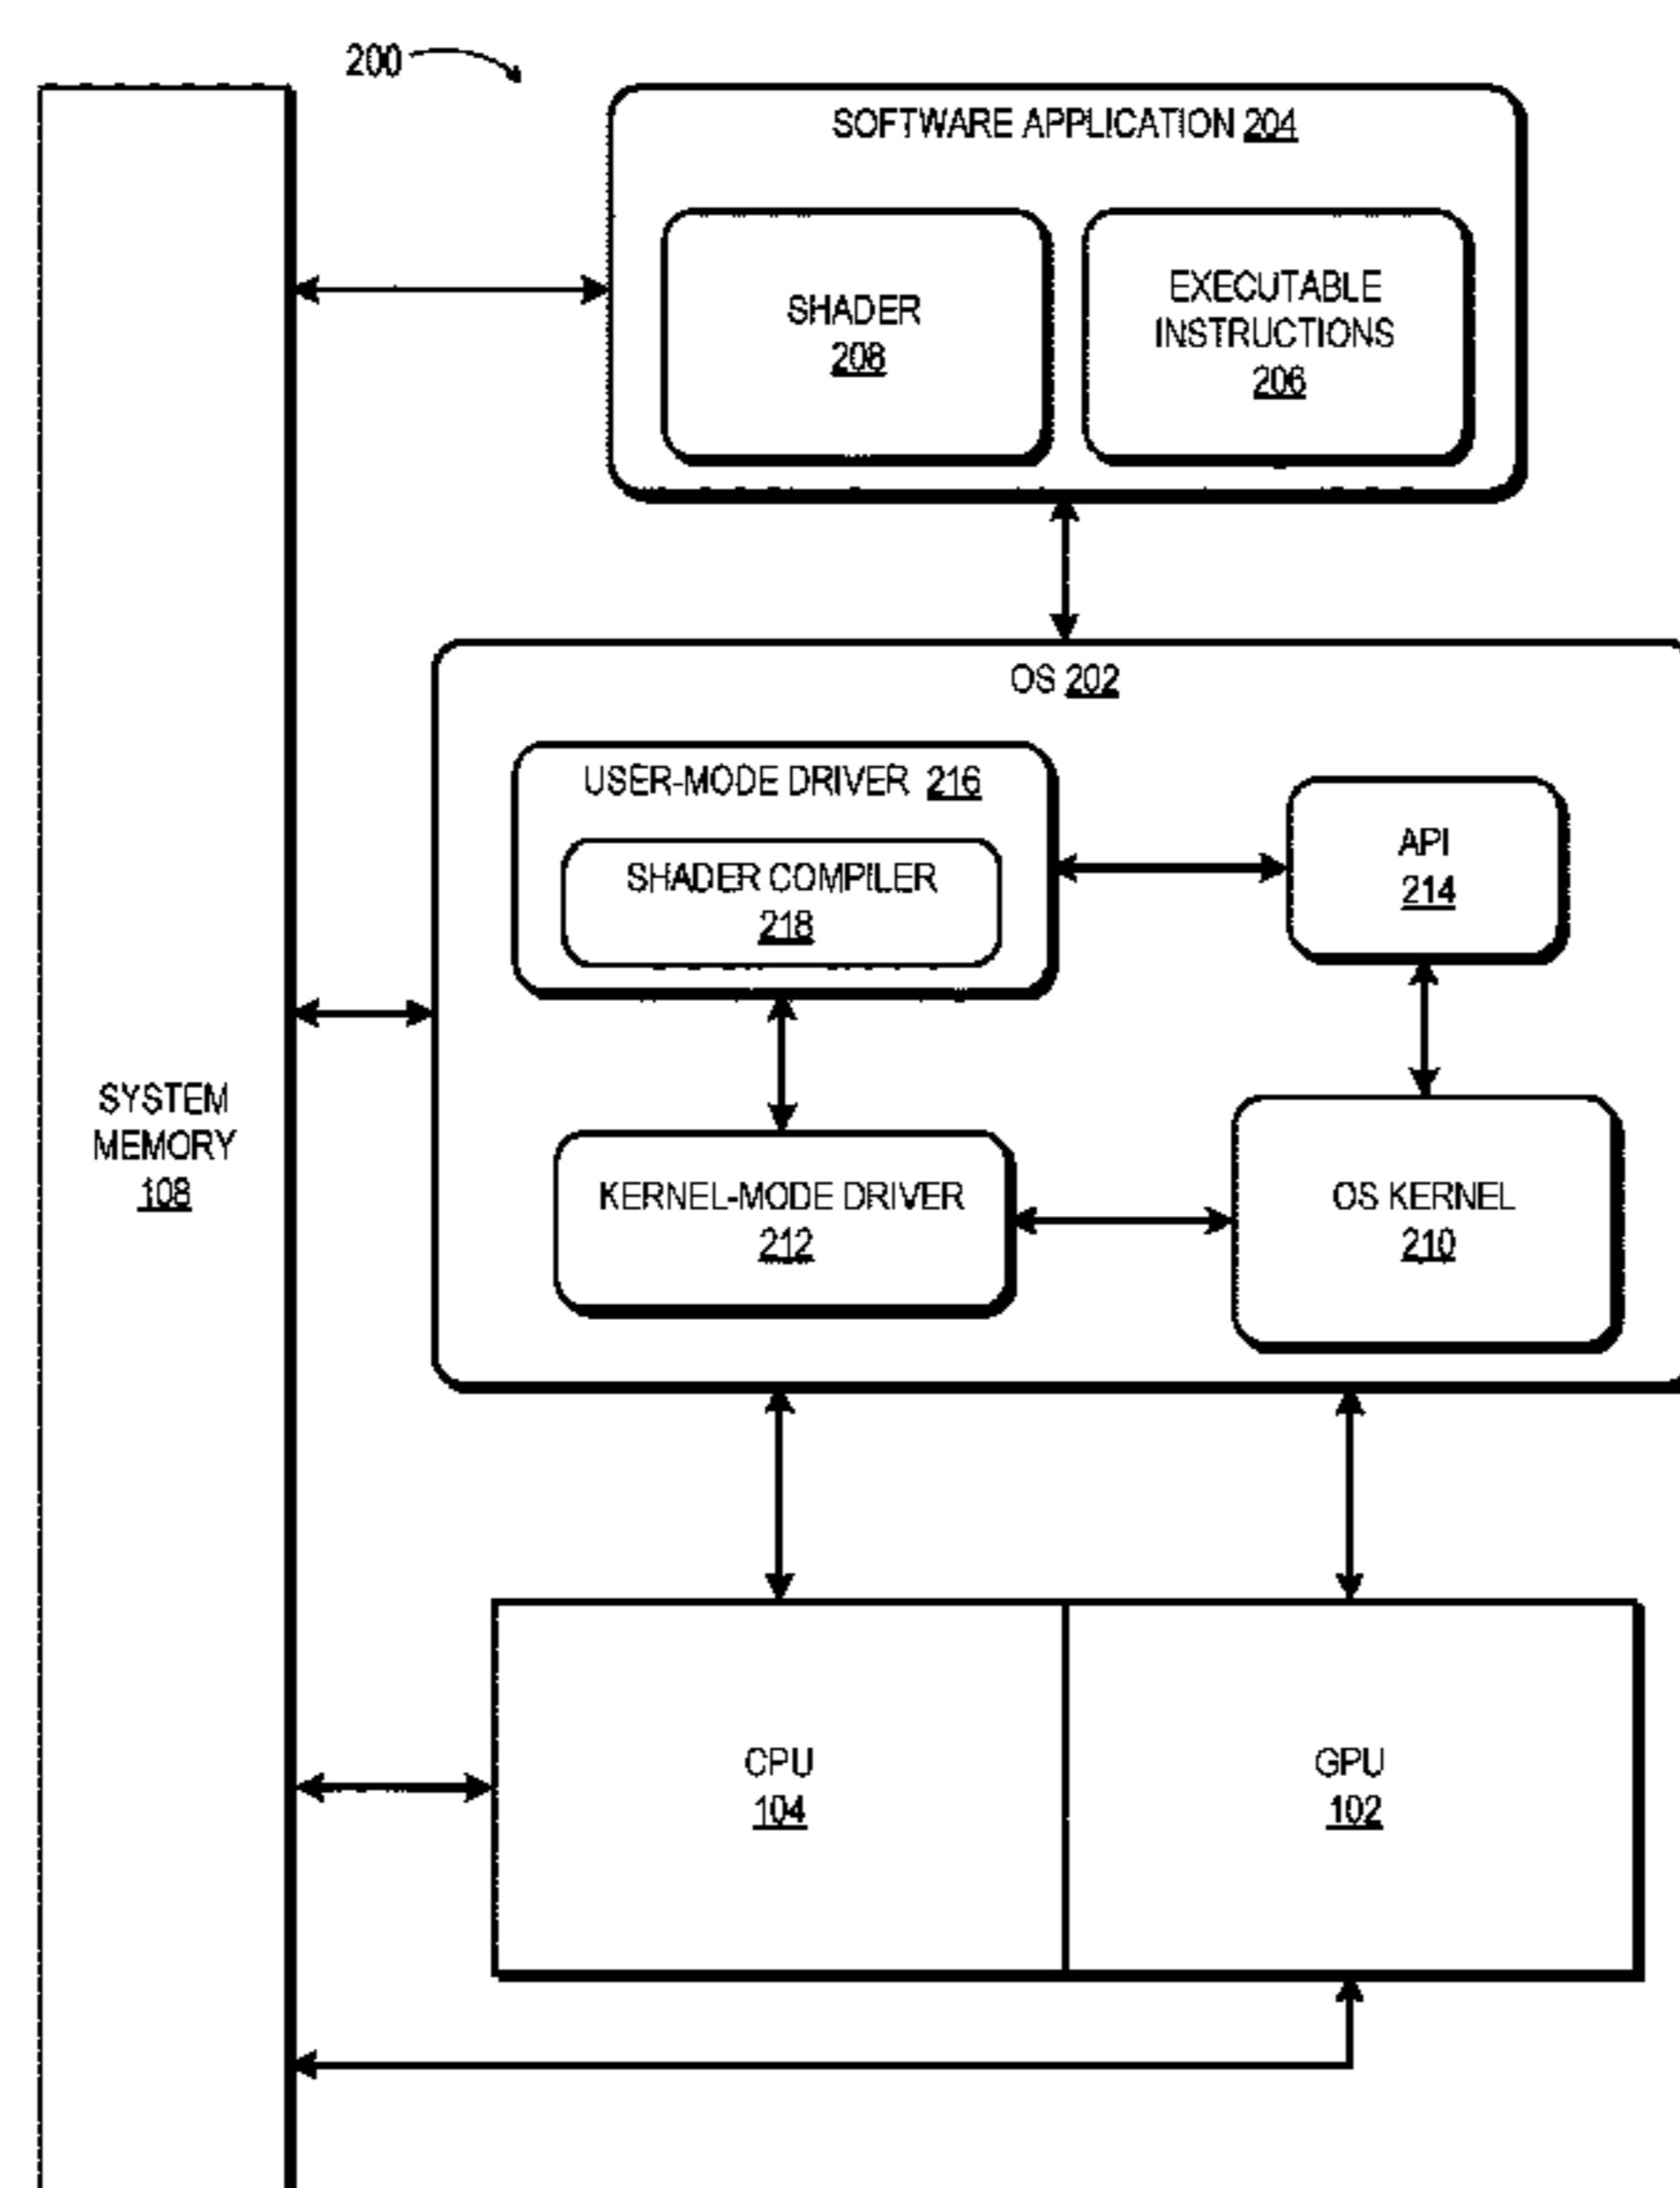 200
SOFTWARE APPLICATION 204
SHADER
208
EXECUTABLE
INSTRUCTIONS
206
OS 202
USER-MODE DRIVER 216
SHADER COMPILER
218
API
214
SYSTEM
MEMORY
108
KERNEL-MODE DRIVER
212
OS KERNEL
210
CPU
104
GPU
102